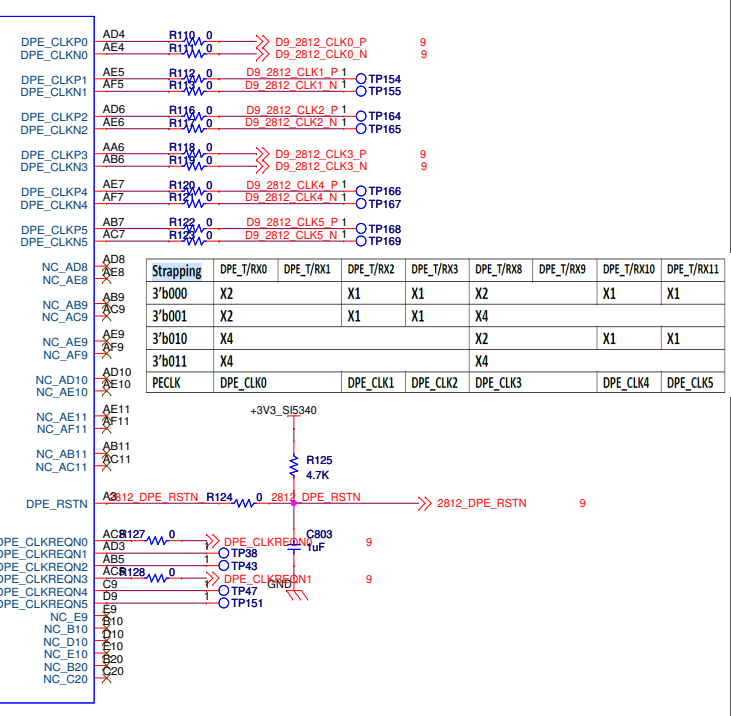 DPE_CLKP0 AD4 R110 0 D9_2812_CLK0_P 9
DPE_CLKN0 AE4 R111 0 D9_2812_CLK0_N 9
DPE_CLKP1 AE5 R112 0 D9_2812_CLK1_P 1 TP154
DPE_CLKN1 AF5 R113 0 D9_2812_CLK1_N 1 TP155
DPE_CLKP2 AD6 R116 0 D9_2812_CLK2_P 1 TP164
DPE_CLKN2 AE6 R117 0 D9_2812_CLK2_N 1 TP165
DPE_CLKP3 AA6 R118 0 D9_2812_CLK3_P 9
DPE_CLKN3 AB6 R119 0 D9_2812_CLK3_N 9
DPE_CLKP4 AE7 R120 0 D9_2812_CLK4_P 1 TP166
DPE_CLKN4 AF7 R121 0 D9_2812_CLK4_N 1 TP167
DPE_CLKP5 AB7 R122 0 D9_2812_CLK5_P 1 TP168
DPE_CLKN5 AC7 R123 0 D9_2812_CLK5_N 1 TP169
NC_AD8 AD8
NC_AE8 AE8
NC_AB9 AB9
NC_AC9 AC9
NC_AE9 AE9
NC_AF9 AF9
NC_AD10 AD10
NC_AE10 AE10
NC_AE11 AE11
NC_AF11 AF11
NC_AB11 AB11
NC_AC11 AC11
Strapping DPE_T/RX0 DPE_T/RX1 DPE_T/RX2 DPE_T/RX3 DPE_T/RX8 DPE_T/RX9 DPE_T/RX10 DPE_T/RX11
3'b000 X2 X1 X1 X2 X1 X1
3'b001 X2 X1 X1 X4
3'b010 X4 X2 X1 X1
3'b011 X4 X4
PECLK DPE_CLK0 DPE_CLK1 DPE_CLK2 DPE_CLK3 DPE_CLK4 DPE_CLK5
+3V3_SI5340
R125
4.7K
DPE_RSTN A3 2812_DPE_RSTN_ R124 0 2812_DPE_RSTN 2812_DPE_RSTN 9
C803
1uF
GND
DPE_CLKREQN0 R127 0 DPE_CLKREQN0 9
DPE_CLKREQN1 AD3 1 TP38
DPE_CLKREQN2 AB5 1 TP43
DPE_CLKREQN3 R128 0 DPE_CLKREQN1 9
DPE_CLKREQN4 C9 1 TP47
DPE_CLKREQN5 D9 1 TP151
NC_E9 E9
NC_B10 B10
NC_D10 D10
NC_E10 E10
NC_B20 B20
NC_C20 C20